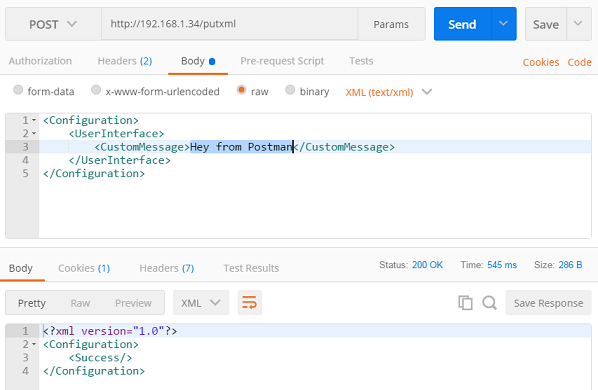 POST http://192.168.1.34/putxml Params Send Save
Authorization Headers (2) Body Pre-request Script Tests Cookies Code
form-data x-www-form-urlencoded raw binary XML (text/xml)
1 <Configuration>
2 <UserInterface>
3 <CustomMessage>Hey from Postman</CustomMessage>
4 </UserInterface>
5 </Configuration>
Body Cookies (1) Headers (7) Test Results Status: 200 OK Time: 545 ms Size: 286 B
Pretty Raw Preview XML Save Response
1 <?xml version="1.0"?>
2 <Configuration>
3 <Success/>
4 </Configuration>